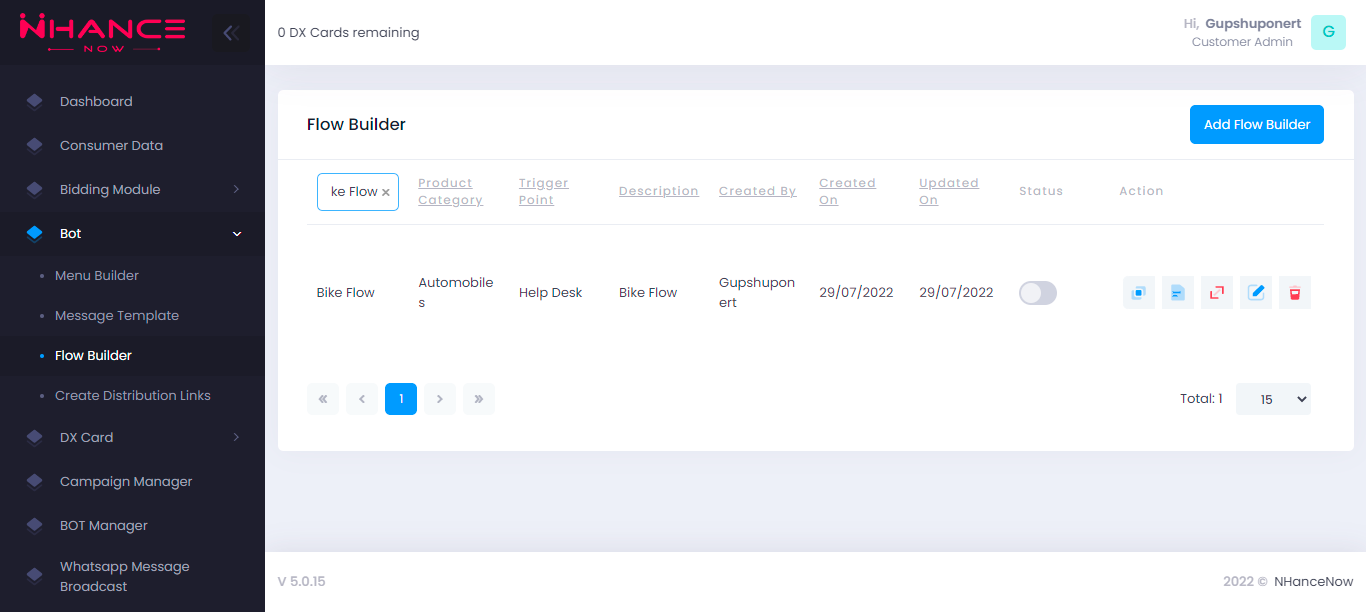 NHANCE
NOW
0 DX Cards remaining
Hi, Gupshuponert
Customer Admin
G
Dashboard
Consumer Data
Bidding Module
Bot
Menu Builder
Message Template
Flow Builder
Create Distribution Links
DX Card
Campaign Manager
BOT Manager
Whatsapp Message
Broadcast
Flow Builder
Add Flow Builder
ke Flow ×
Product
Category
Trigger
Point
Description
Created By
Created
On
Updated
On
Status
Action
Bike Flow
Automobile
s
Help Desk
Bike Flow
Gupshupon
ert
29/07/2022
29/07/2022
« ‹ 1 › »
Total: 1
15
V 5.0.15
2022 © NHanceNow